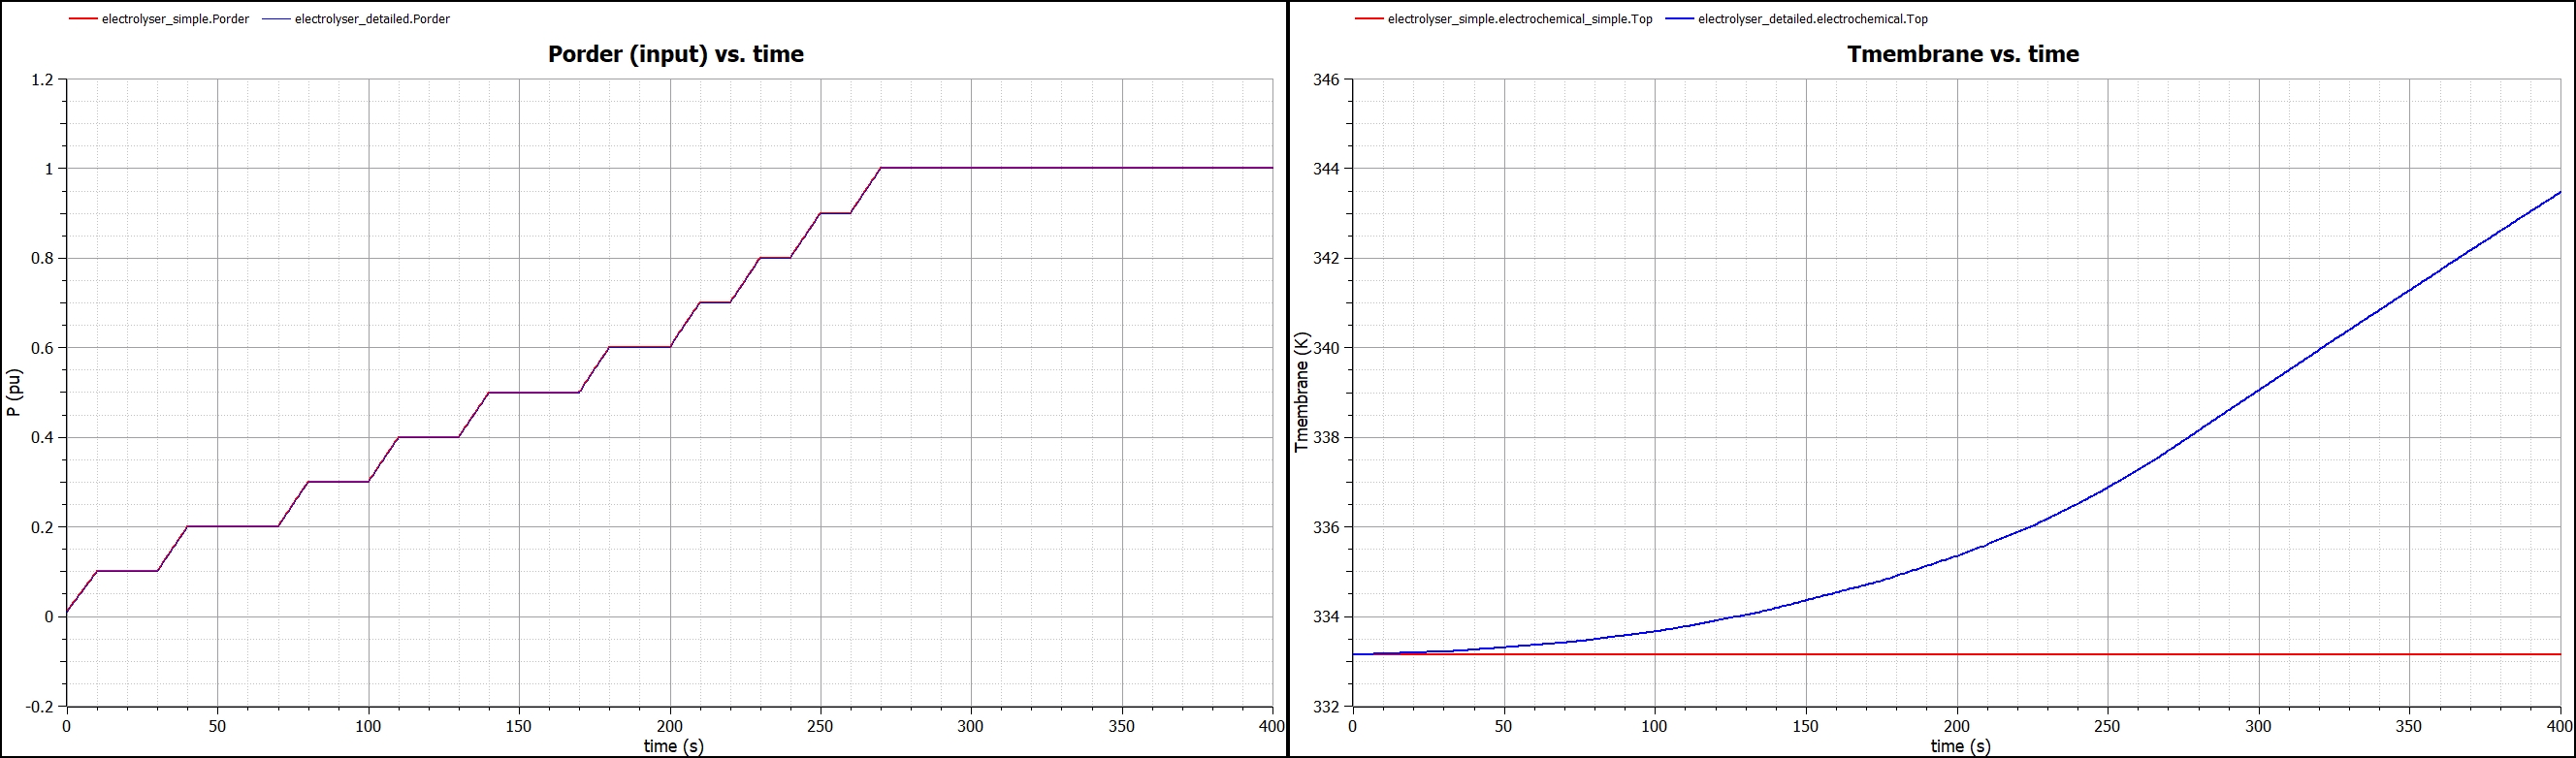 electrolyser_simple.Porder electrolyser_detailed.Porder
Porder (input) vs. time
1.2
1
0.8
0.6
0.4
0.2
0
-0.2
P (pu)
0 50 100 150 200 250 300 350 400
time (s)
electrolyser_simple.electrochemical_simple.Top electrolyser_detailed.electrochemical.Top
Tmembrane vs. time
346
344
342
340
338
336
334
332
Tmembrane (K)
0 50 100 150 200 250 300 350 400
time (s)